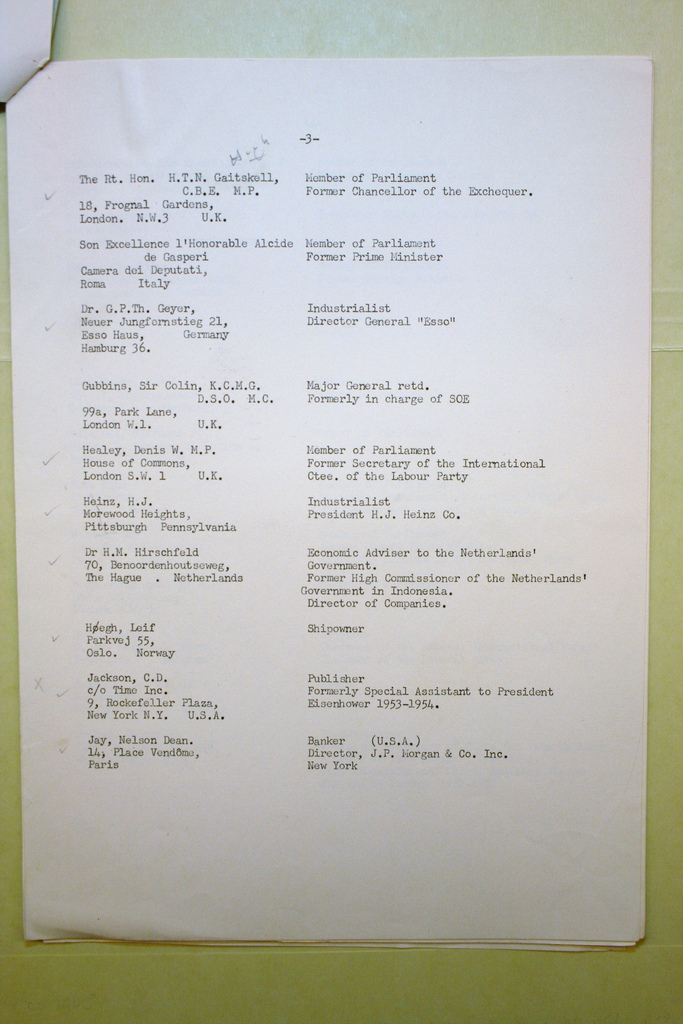 -3-
The Rt. Hon. H.T.N. Gaitskell, Member of Parliament
C.B.E. M.P. Former Chancellor of the Exchequer.
18, Frognal Gardens,
London. N.W.3 U.K.
Son Excellence l'Honorable Alcide Member of Parliament
de Gasperi Former Prime Minister
Camera dei Deputati,
Roma Italy
Dr. G.P.Th. Geyer, Industrialist
Neuer Jungfernstieg 21, Director General "Esso"
Esso Haus, Germany
Hamburg 36.
Gubbins, Sir Colin, K.C.M.G. Major General retd.
D.S.O. M.C. Formerly in charge of SOE
99a, Park Lane,
London W.1. U.K.
Healey, Denis W. M.P. Member of Parliament
House of Commons, Former Secretary of the International
London S.W. 1 U.K. Ctee. of the Labour Party
Heinz, H.J. Industrialist
Morewood Heights, President H.J. Heinz Co.
Pittsburgh Pennsylvania
Dr H.M. Hirschfeld Economic Adviser to the Netherlands'
70, Benoordenhoutseweg, Government.
The Hague . Netherlands Former High Commissioner of the Netherlands'
Government in Indonesia.
Director of Companies.
Høegh, Leif Shipowner
Parkvej 55,
Oslo. Norway
Jackson, C.D. Publisher
c/o Time Inc. Formerly Special Assistant to President
9, Rockefeller Plaza, Eisenhower 1953-1954.
New York N.Y. U.S.A.
Jay, Nelson Dean. Banker (U.S.A.)
14, Place Vendôme, Director, J.P. Morgan & Co. Inc.
Paris New York